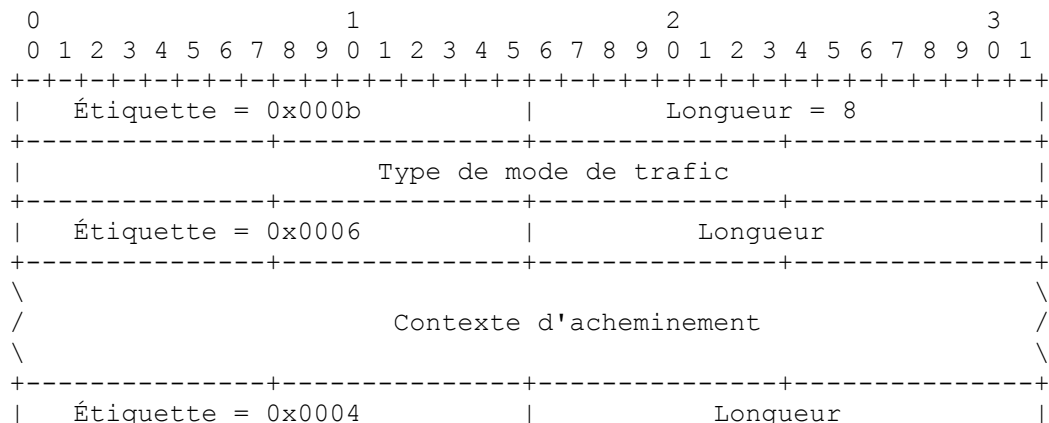 0                   1                   2                   3
0 1 2 3 4 5 6 7 8 9 0 1 2 3 4 5 6 7 8 9 0 1 2 3 4 5 6 7 8 9 0 1
+-+-+-+-+-+-+-+-+-+-+-+-+-+-+-+-+-+-+-+-+-+-+-+-+-+-+-+-+-+-+-+-+
|   Étiquette = 0x000b          |        Longueur = 8           |
+---------------+---------------+---------------+---------------+
|                      Type de mode de trafic                   |
+---------------+---------------+---------------+---------------+
|   Étiquette = 0x0006          |          Longueur             |
+---------------+---------------+---------------+---------------+
\                                                               \
/                       Contexte d'acheminement                 /
\                                                               \
+---------------+---------------+---------------+---------------+
|   Étiquette = 0x0004          |           Longueur            |